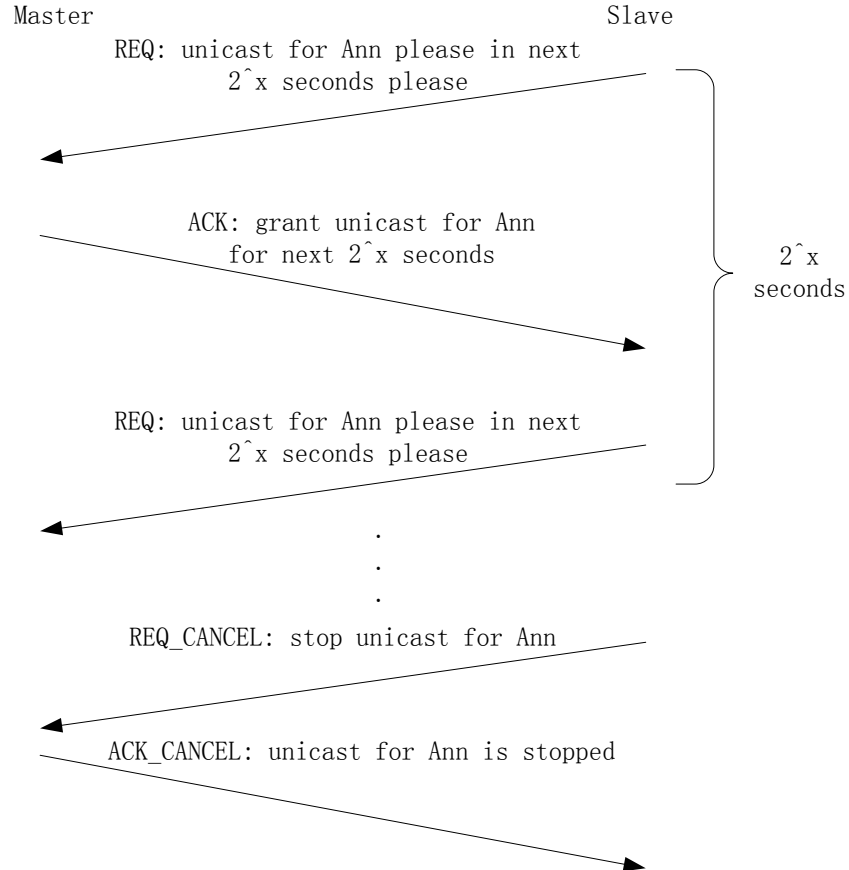 Master
Slave
REQ: unicast for Ann please in next
2^x seconds please
ACK: grant unicast for Ann
for next 2^x seconds
2^x
seconds
REQ: unicast for Ann please in next
2^x seconds please
.
.
.
REQ_CANCEL: stop unicast for Ann
ACK_CANCEL: unicast for Ann is stopped